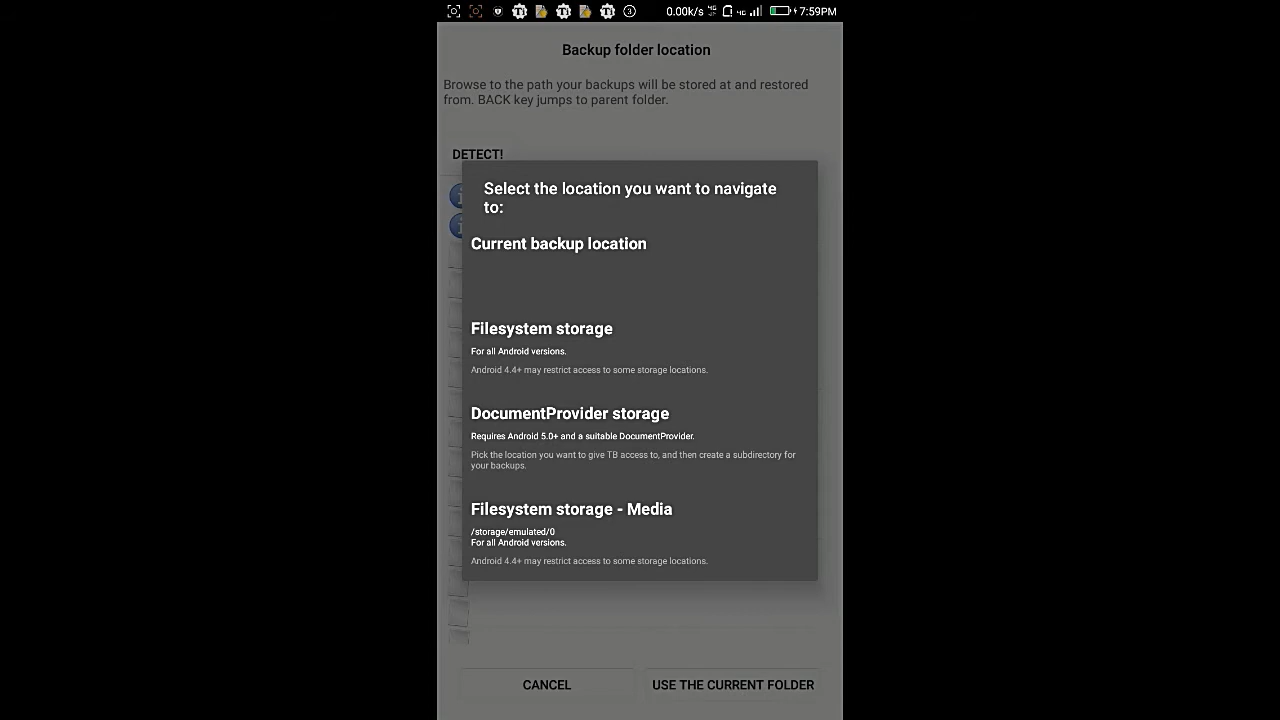 0.00k/s 4G 4G 7:59PM
Backup folder location
Browse to the path your backups will be stored at and restored
from. BACK key jumps to parent folder.
DETECT!
Select the location you want to navigate
to:
Current backup location
Filesystem storage
For all Android versions.
Android 4.4+ may restrict access to some storage locations.
DocumentProvider storage
Requires Android 5.0+ and a suitable DocumentProvider.
Pick the location you want to give TB access to, and then create a subdirectory for
your backups.
Filesystem storage - Media
/storage/emulated/0
For all Android versions.
Android 4.4+ may restrict access to some storage locations.
CANCEL
USE THE CURRENT FOLDER